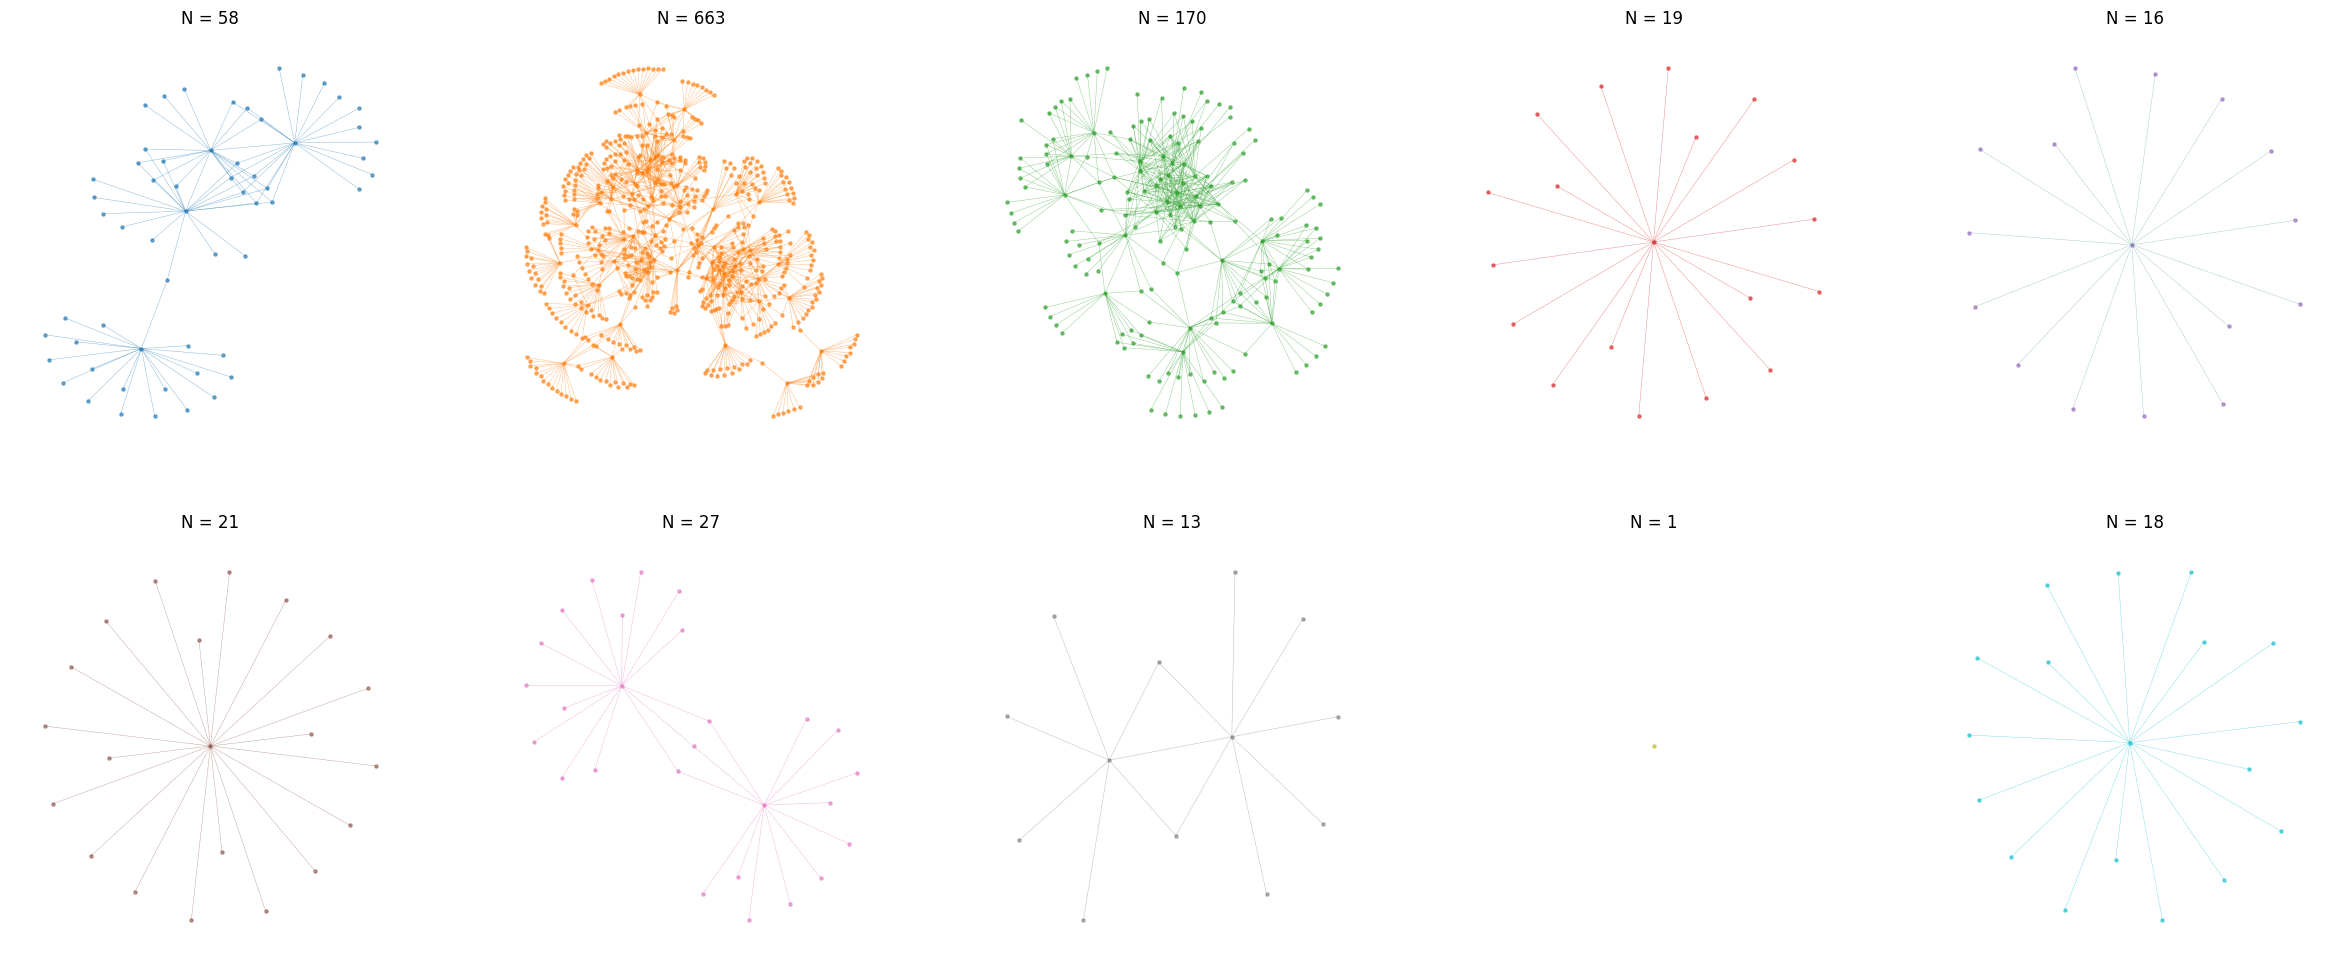 N = 58
N = 663
N = 170
N = 19
N = 16
N = 21
N = 27
N = 13
N = 1
N = 18